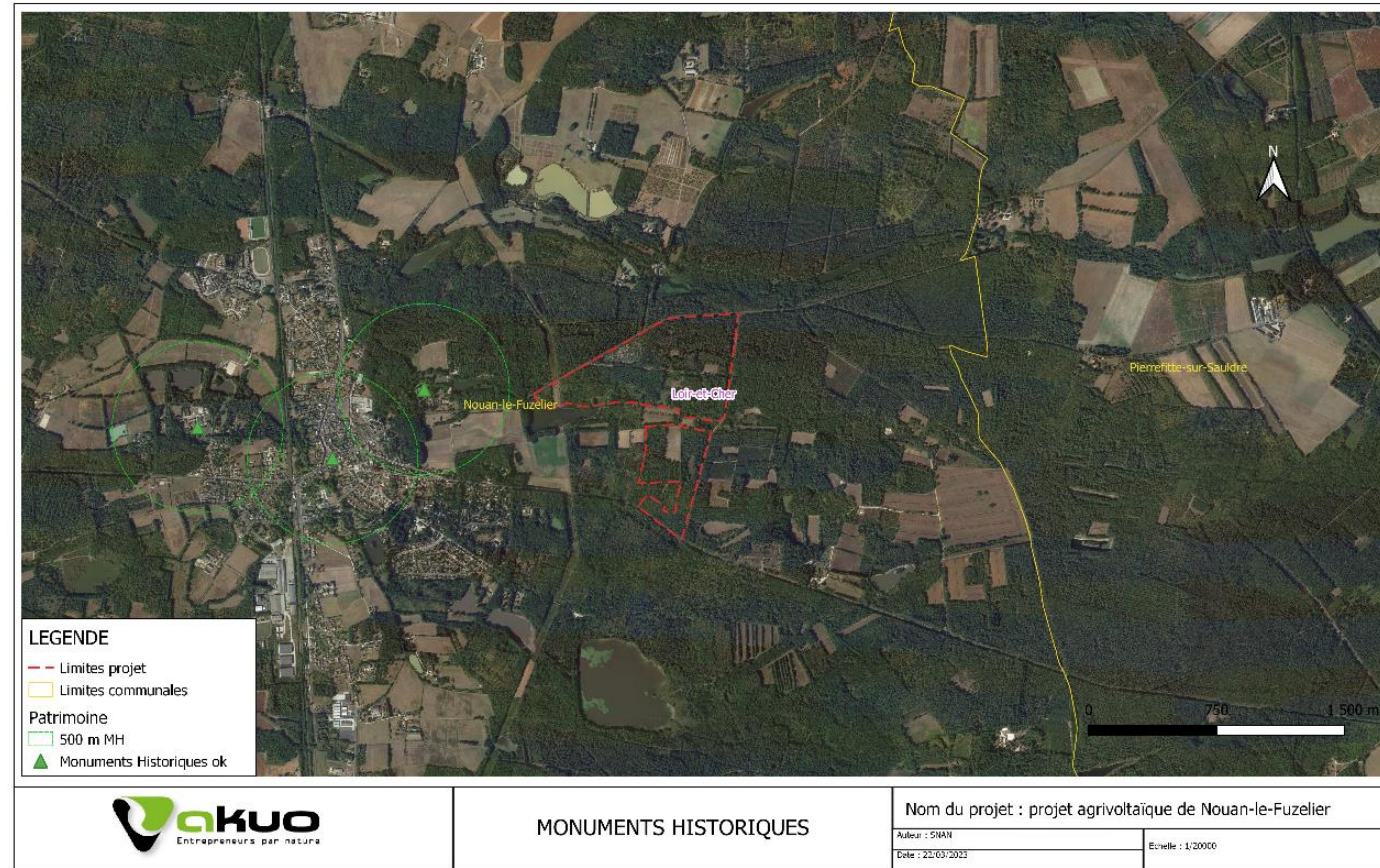 N
Pierrefitte-sur-Sauldre
Loir-et-Cher
Nouan-le-Fuzelier
LEGENDE
Limites projet
Limites communales
Patrimoine
500 m MH
Monuments Historiques ok
0 750 1 500 m
akuo
Entrepreneurs par nature
MONUMENTS HISTORIQUES
Nom du projet : projet agrivoltaïque de Nouan-le-Fuzelier
Auteur : SNAN
Date : 22/03/2023
Echelle : 1/20000